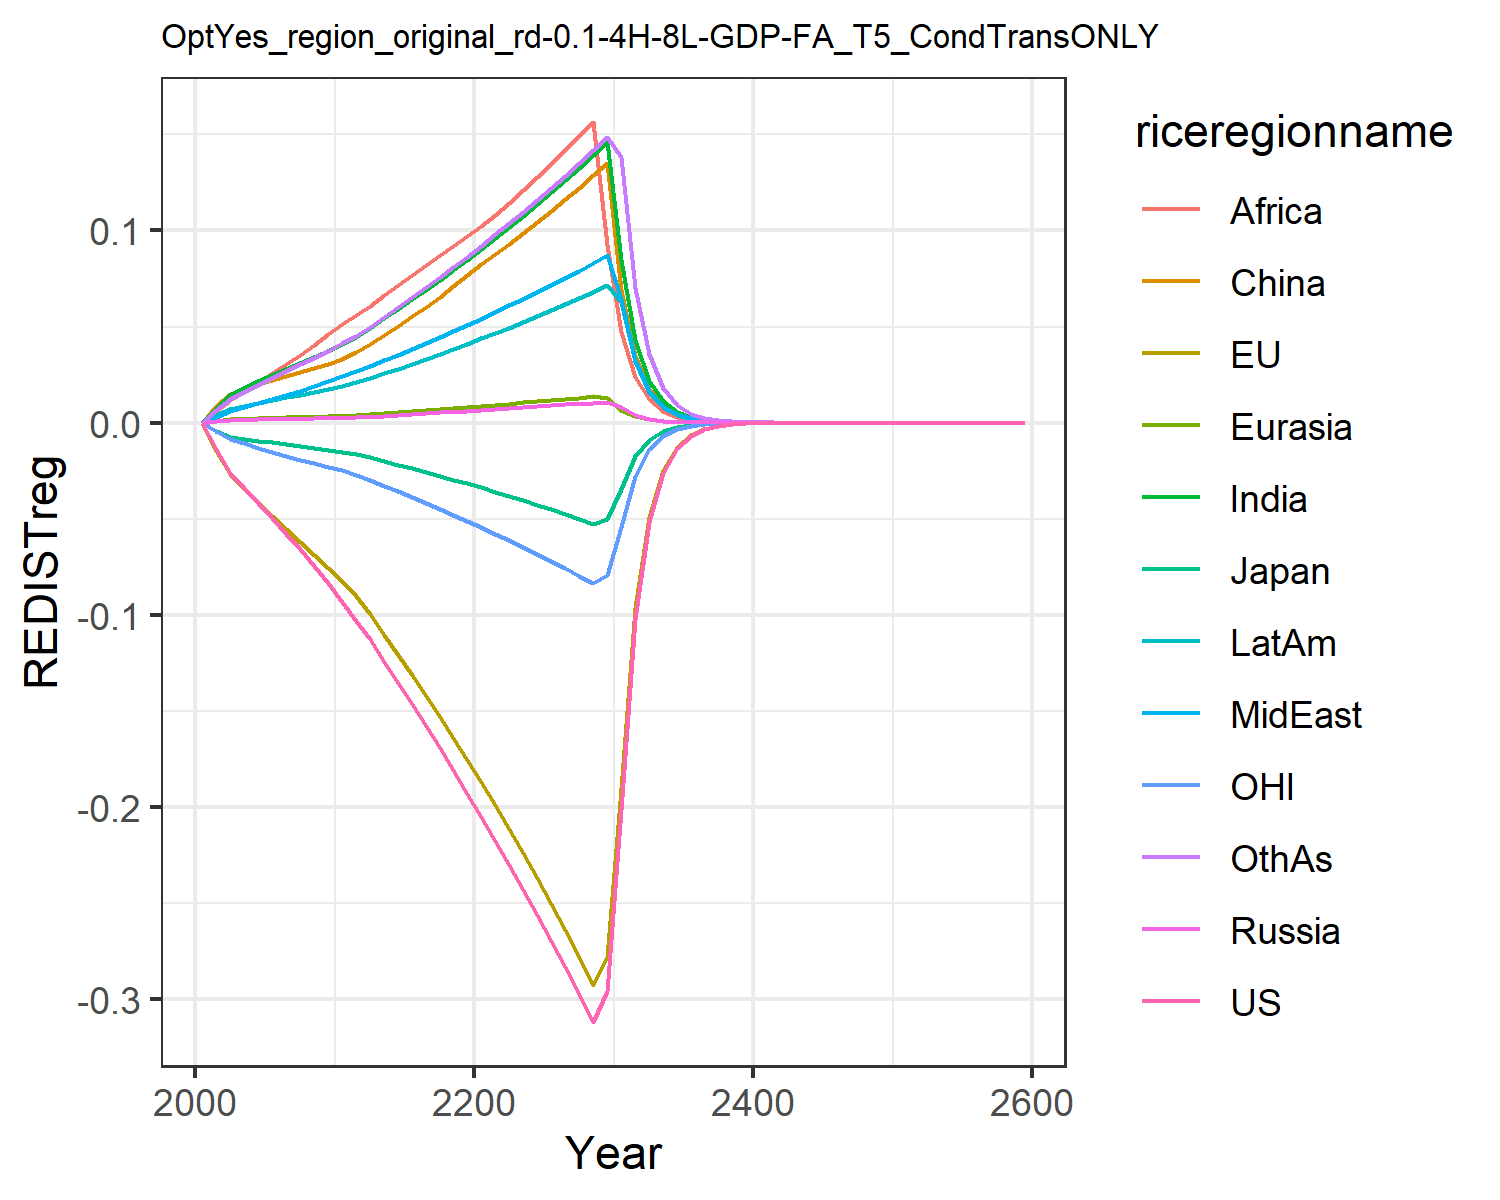 OptYes_region_original_rd-0.1-4H-8L-GDP-FA_T5_CondTransONLY
REDISTreg
0.1
0.0
-0.1
-0.2
-0.3
2000
2200
2400
2600
Year
riceregionname
Africa
China
EU
Eurasia
India
Japan
LatAm
MidEast
OHI
OthAs
Russia
US